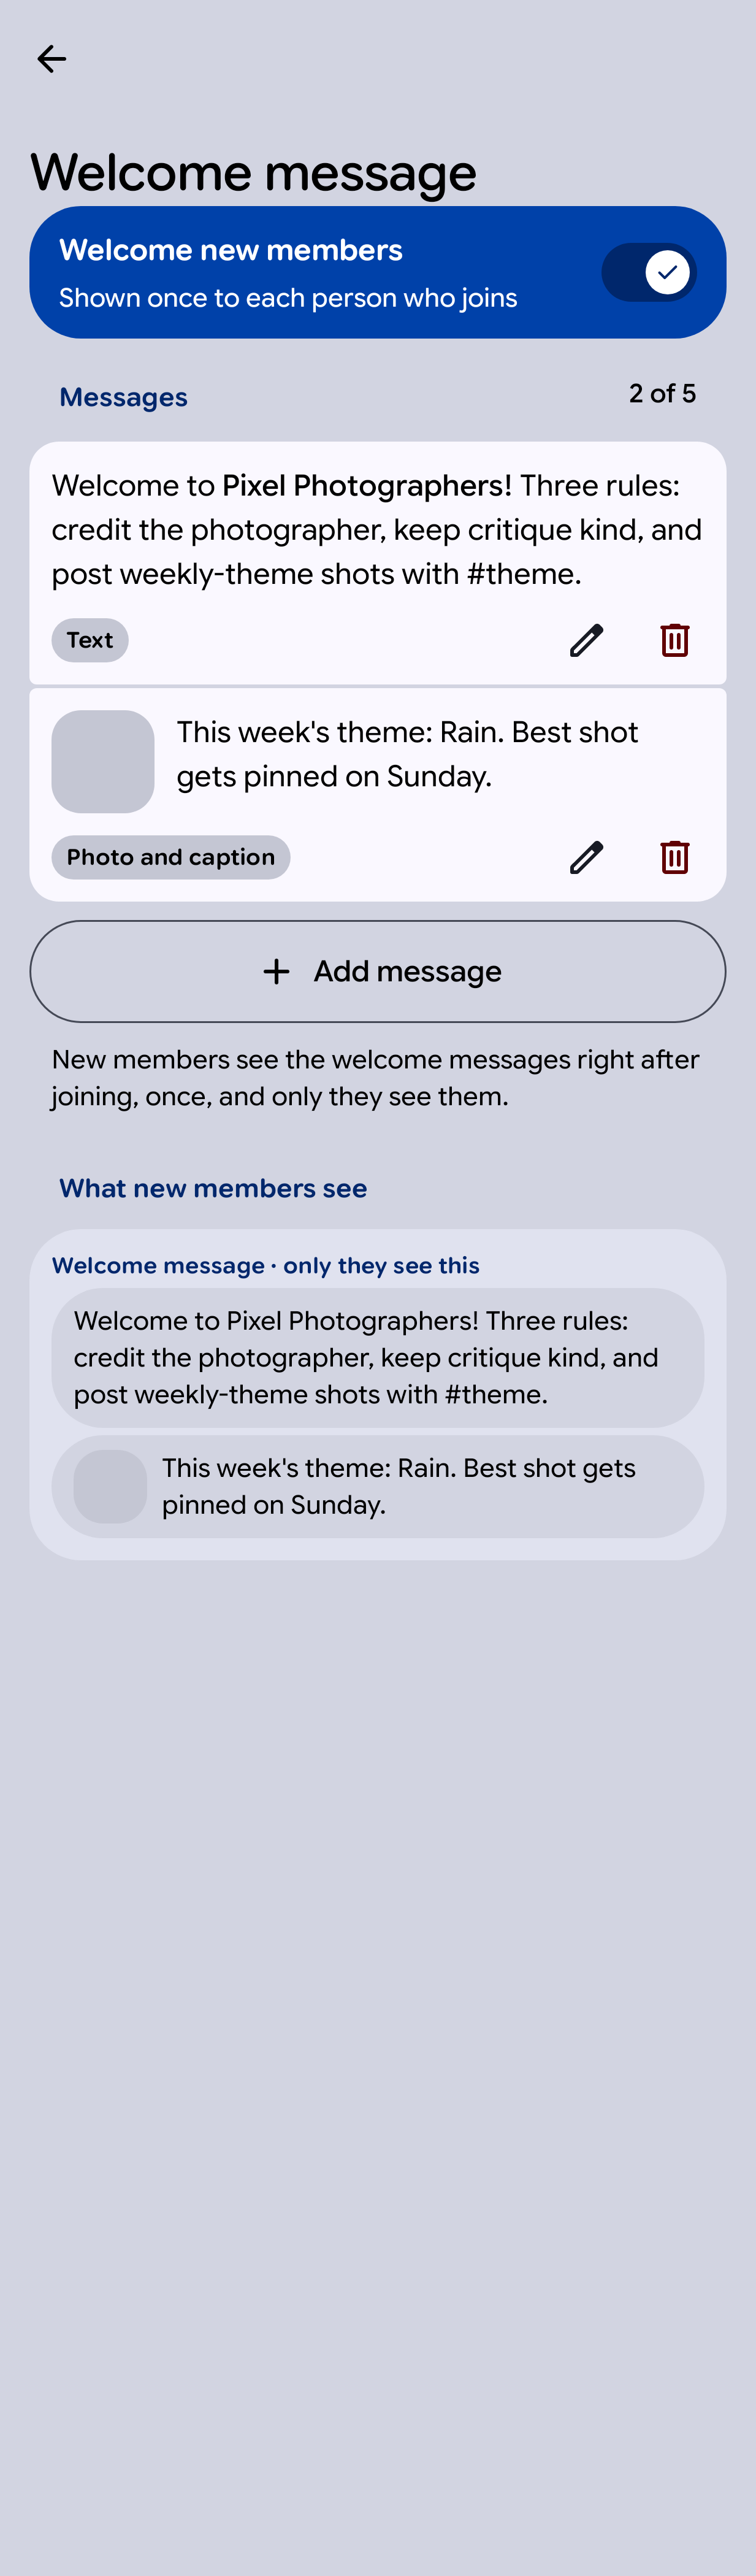 Welcome message
Welcome new members
Shown once to each person who joins
Messages
2 of 5
Welcome to Pixel Photographers! Three rules:
credit the photographer, keep critique kind, and
post weekly-theme shots with #theme.
Text
This week's theme: Rain. Best shot
gets pinned on Sunday.
Photo and caption
Add message
New members see the welcome messages right after
joining, once, and only they see them.
What new members see
Welcome message · only they see this
Welcome to Pixel Photographers! Three rules:
credit the photographer, keep critique kind, and
post weekly-theme shots with #theme.
This week's theme: Rain. Best shot gets
pinned on Sunday.